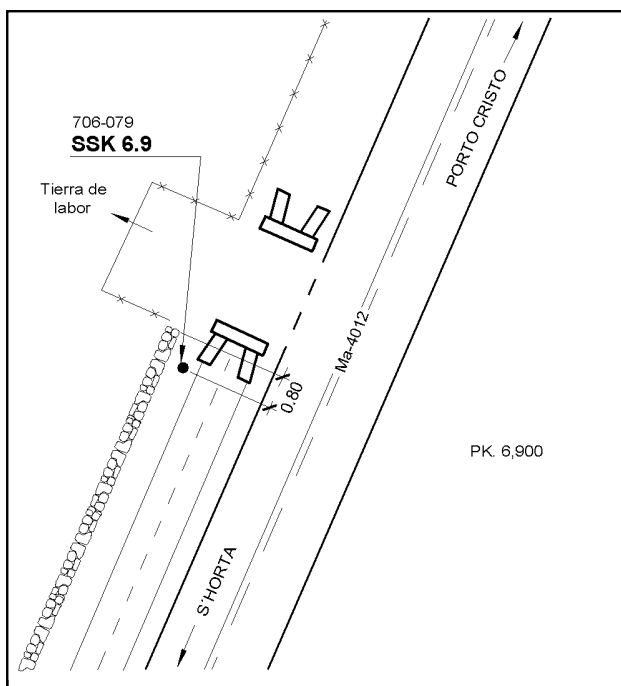 706-079
SSK 6.9
Tierra de
labor
PORTO CRISTO
Ma-4012
0.80
PK. 6,900
S´HORTA